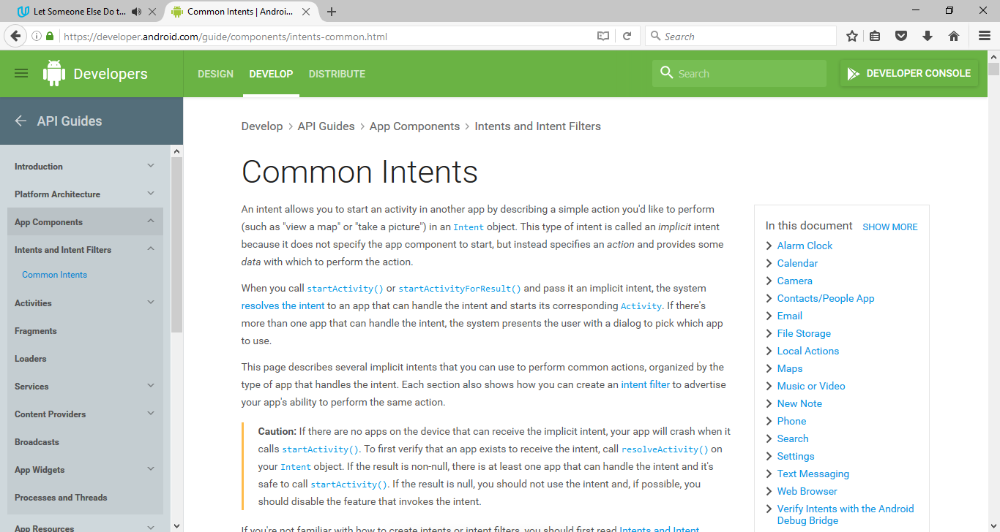 Let Someone Else Do t...
Common Intents | Androi...
https://developer.android.com/guide/components/intents-common.html
Search
Developers
DESIGN
DEVELOP
DISTRIBUTE
Search
DEVELOPER CONSOLE
API Guides
Introduction
Platform Architecture
App Components
Intents and Intent Filters
Common Intents
Activities
Fragments
Loaders
Services
Content Providers
Broadcasts
App Widgets
Processes and Threads
App Resources
Develop > API Guides > App Components > Intents and Intent Filters
Common Intents
An intent allows you to start an activity in another app by describing a simple action you'd like to perform
(such as "view a map" or "take a picture") in an Intent object. This type of intent is called an implicit intent
because it does not specify the app component to start, but instead specifies an action and provides some
data with which to perform the action.
When you call startActivity() or startActivityForResult() and pass it an implicit intent, the system
resolves the intent to an app that can handle the intent and starts its corresponding Activity. If there's
more than one app that can handle the intent, the system presents the user with a dialog to pick which app
to use.
This page describes several implicit intents that you can use to perform common actions, organized by the
type of app that handles the intent. Each section also shows how you can create an intent filter to advertise
your app's ability to perform the same action.
Caution: If there are no apps on the device that can receive the implicit intent, your app will crash when it
calls startActivity(). To first verify that an app exists to receive the intent, call resolveActivity() on
your Intent object. If the result is non-null, there is at least one app that can handle the intent and it's
safe to call startActivity(). If the result is null, you should not use the intent and, if possible, you
should disable the feature that invokes the intent.
If you're not familiar with how to create intents or intent filters, you should first read Intents and Intent
In this document SHOW MORE
Alarm Clock
Calendar
Camera
Contacts/People App
Email
File Storage
Local Actions
Maps
Music or Video
New Note
Phone
Search
Settings
Text Messaging
Web Browser
Verify Intents with the Android
Debug Bridge